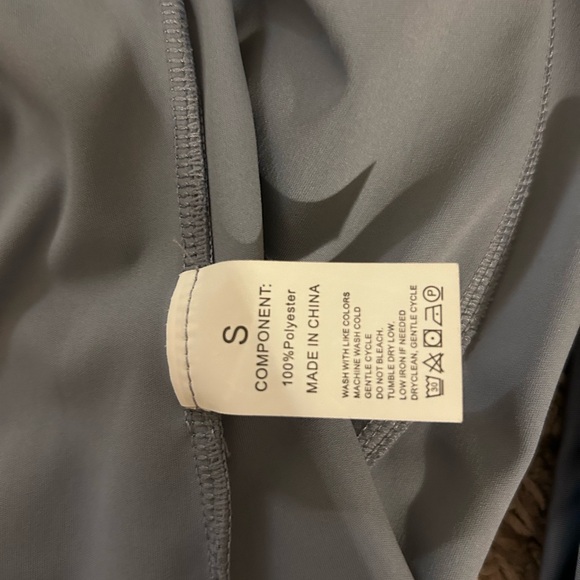 S
COMPONENT:
100%Polyester
MADE IN CHINA
WASH WITH LIKE COLORS
MACHINE WASH COLD
GENTLE CYCLE
DO NOT BLEACH.
TUMBLE DRY LOW.
LOW IRON IF NEEDED
DRYCLEAN, GENTLE CYCLE
30 P